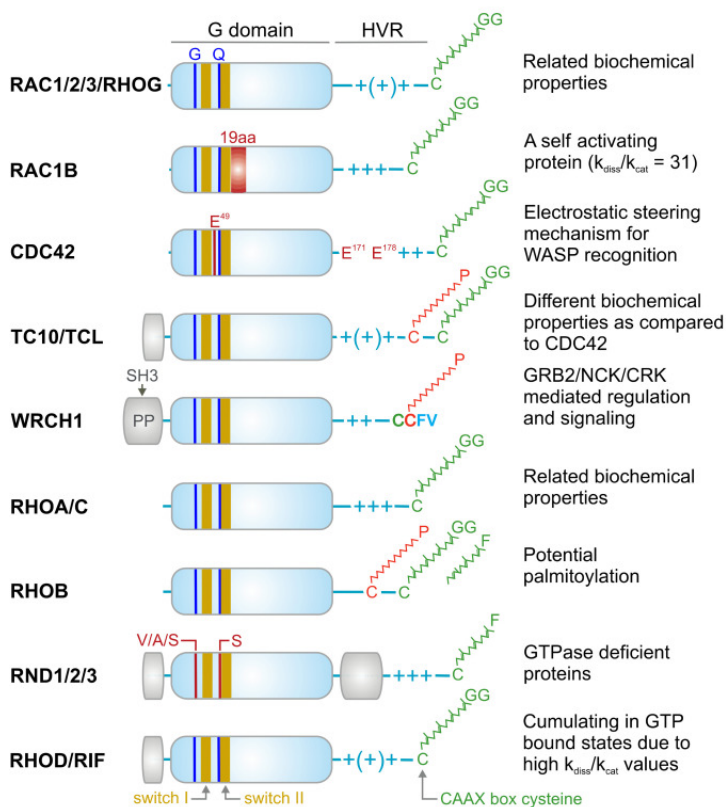 G domain HVR
G Q GG
RAC1/2/3/RHOG +(+)+ C Related biochemical
properties
19aa GG
RAC1B +++ C A self activating
protein (k_diss/k_cat = 31)
E⁴⁹ GG
CDC42 E¹⁷¹ E¹⁷⁸ ++ C Electrostatic steering
mechanism for
WASP recognition
P GG
TC10/TCL +(+)+ C C Different biochemical
properties as compared
to CDC42
SH3 P
WRCH1 PP ++ CCFV GRB2/NCK/CRK
mediated regulation
and signaling
GG
RHOA/C +++ C Related biochemical
properties
P GG F
RHOB C C Potential
palmitoylation
V/A/S S F
RND1/2/3 +++ C GTPase deficient
proteins
GG
RHOD/RIF +(+)+ C Cumulating in GTP
bound states due to
high k_diss/k_cat values
switch I switch II CAAX box cysteine